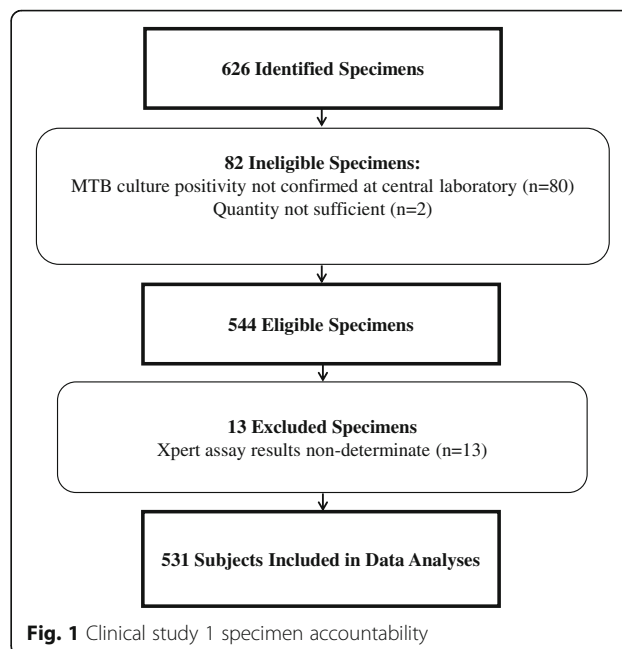 626 Identified Specimens
82 Ineligible Specimens:
MTB culture positivity not confirmed at central laboratory (n=80)
Quantity not sufficient (n=2)
544 Eligible Specimens
13 Excluded Specimens
Xpert assay results non-determinate (n=13)
531 Subjects Included in Data Analyses
Fig. 1 Clinical study 1 specimen accountability